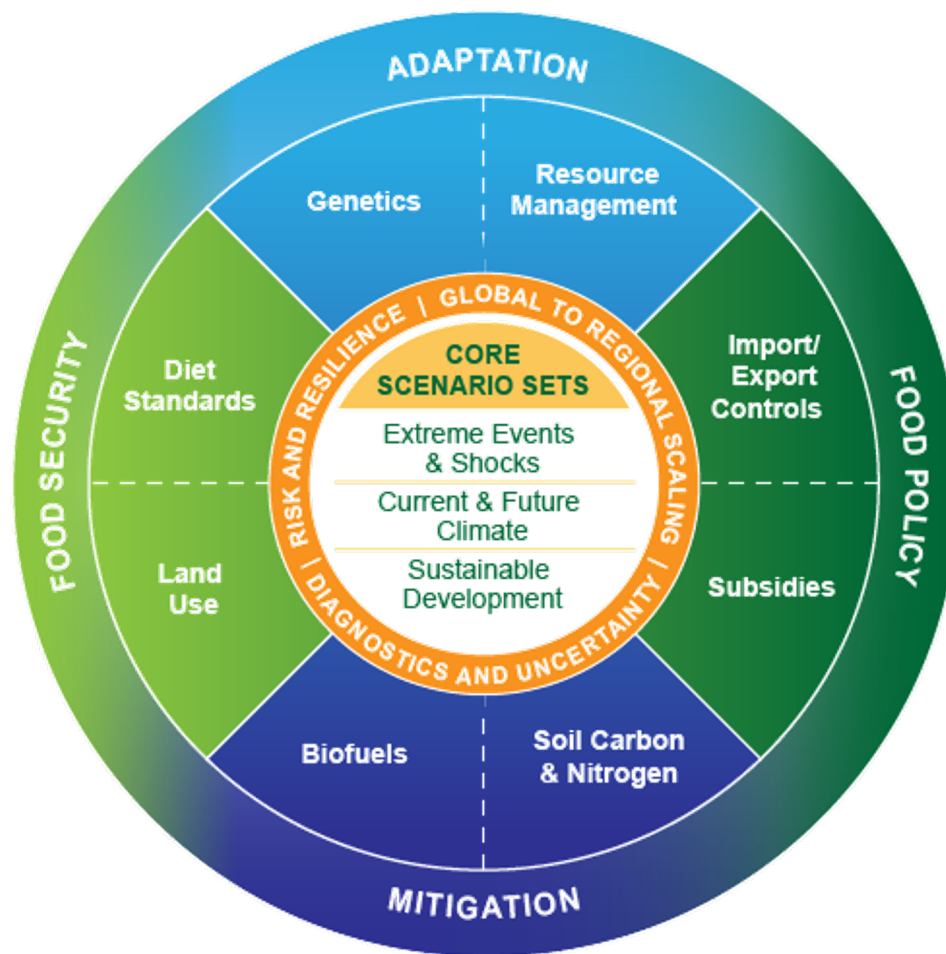 ADAPTATION
Genetics
Resource
Management
FOOD SECURITY
Diet
Standards
Land
Use
RISK AND RESILIENCE | GLOBAL TO REGIONAL SCALING | DIAGNOSTICS AND UNCERTAINTY |
CORE
SCENARIO SETS
Extreme Events
& Shocks
Current & Future
Climate
Sustainable
Development
Import/
Export
Controls
Subsidies
FOOD POLICY
Biofuels
Soil Carbon
& Nitrogen
MITIGATION